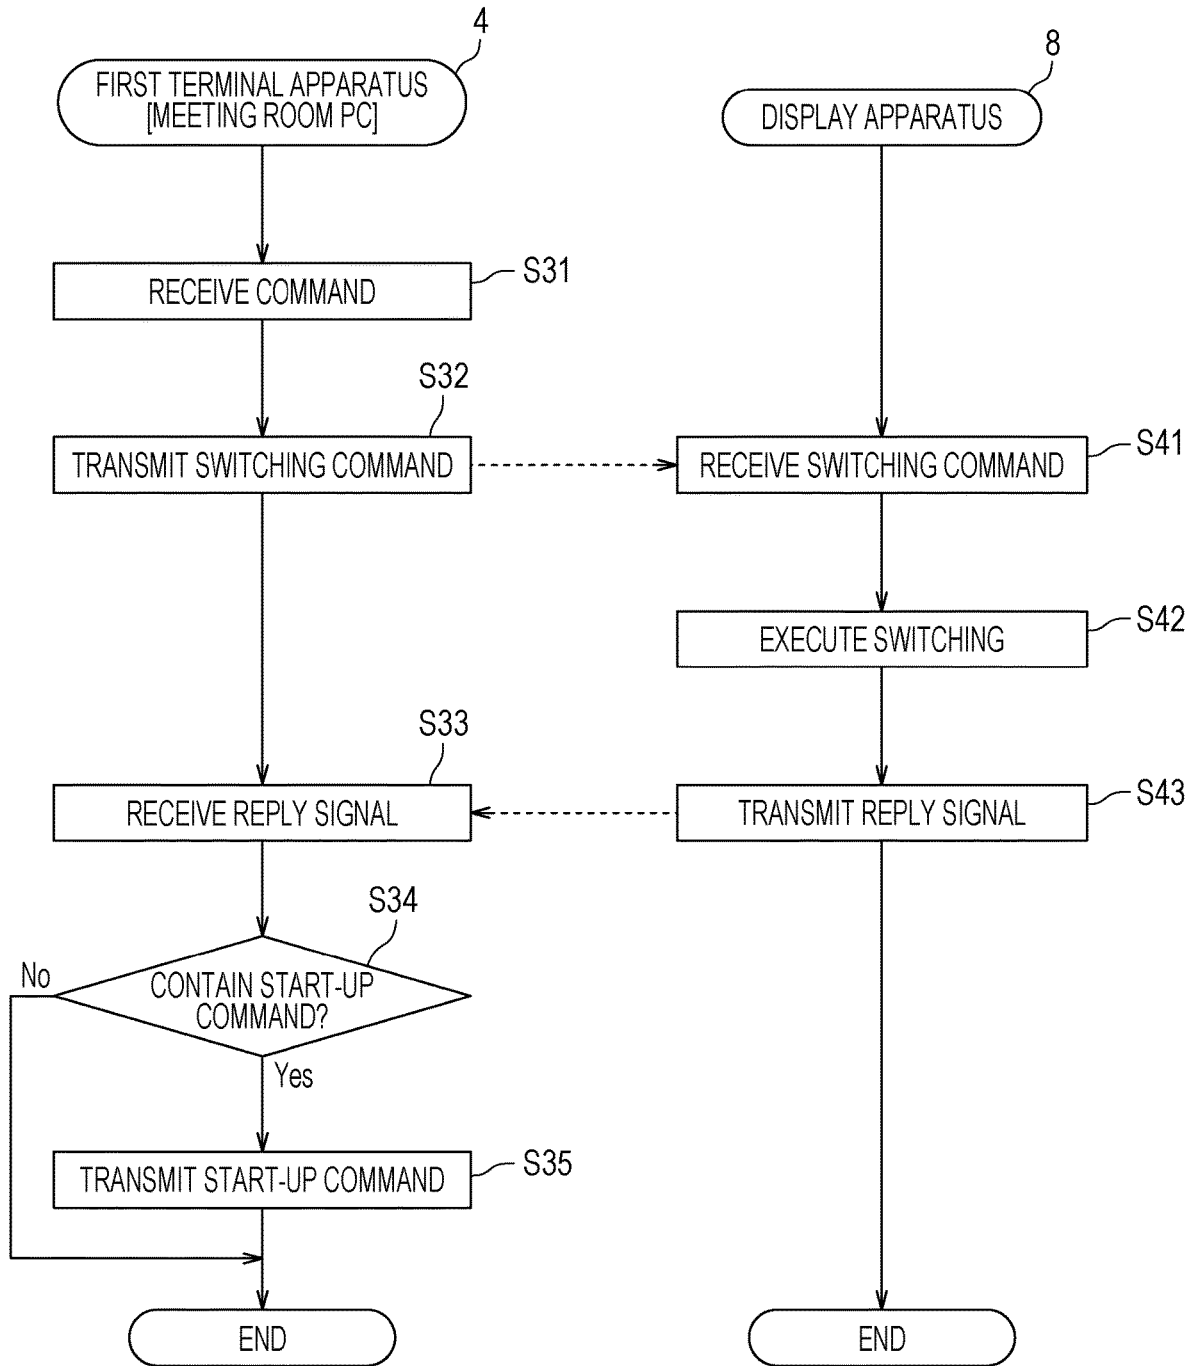 4
FIRST TERMINAL APPARATUS
[MEETING ROOM PC]
8
DISPLAY APPARATUS
S31
RECEIVE COMMAND
S32
TRANSMIT SWITCHING COMMAND
S41
RECEIVE SWITCHING COMMAND
S42
EXECUTE SWITCHING
S33
RECEIVE REPLY SIGNAL
S43
TRANSMIT REPLY SIGNAL
S34
No
CONTAIN START-UP
COMMAND?
Yes
S35
TRANSMIT START-UP COMMAND
END
END